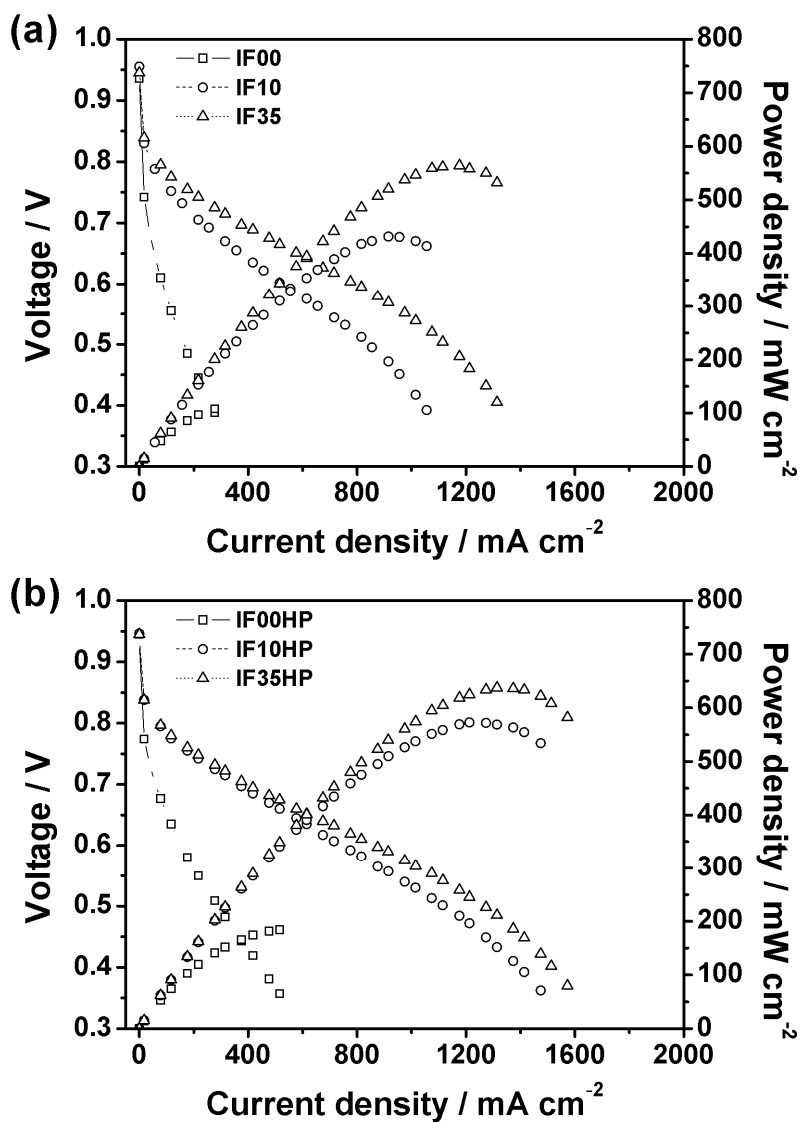 (a)
1.0
0.9
0.8
0.7
0.6
0.5
0.4
0.3
Voltage / V
IF00
IF10
IF35
800
700
600
500
400
300
200
100
0
Power density / mW cm⁻²
0 400 800 1200 1600 2000
Current density / mA cm⁻²
(b)
1.0
0.9
0.8
0.7
0.6
0.5
0.4
0.3
Voltage / V
IF00HP
IF10HP
IF35HP
800
700
600
500
400
300
200
100
0
Power density / mW cm⁻²
0 400 800 1200 1600 2000
Current density / mA cm⁻²